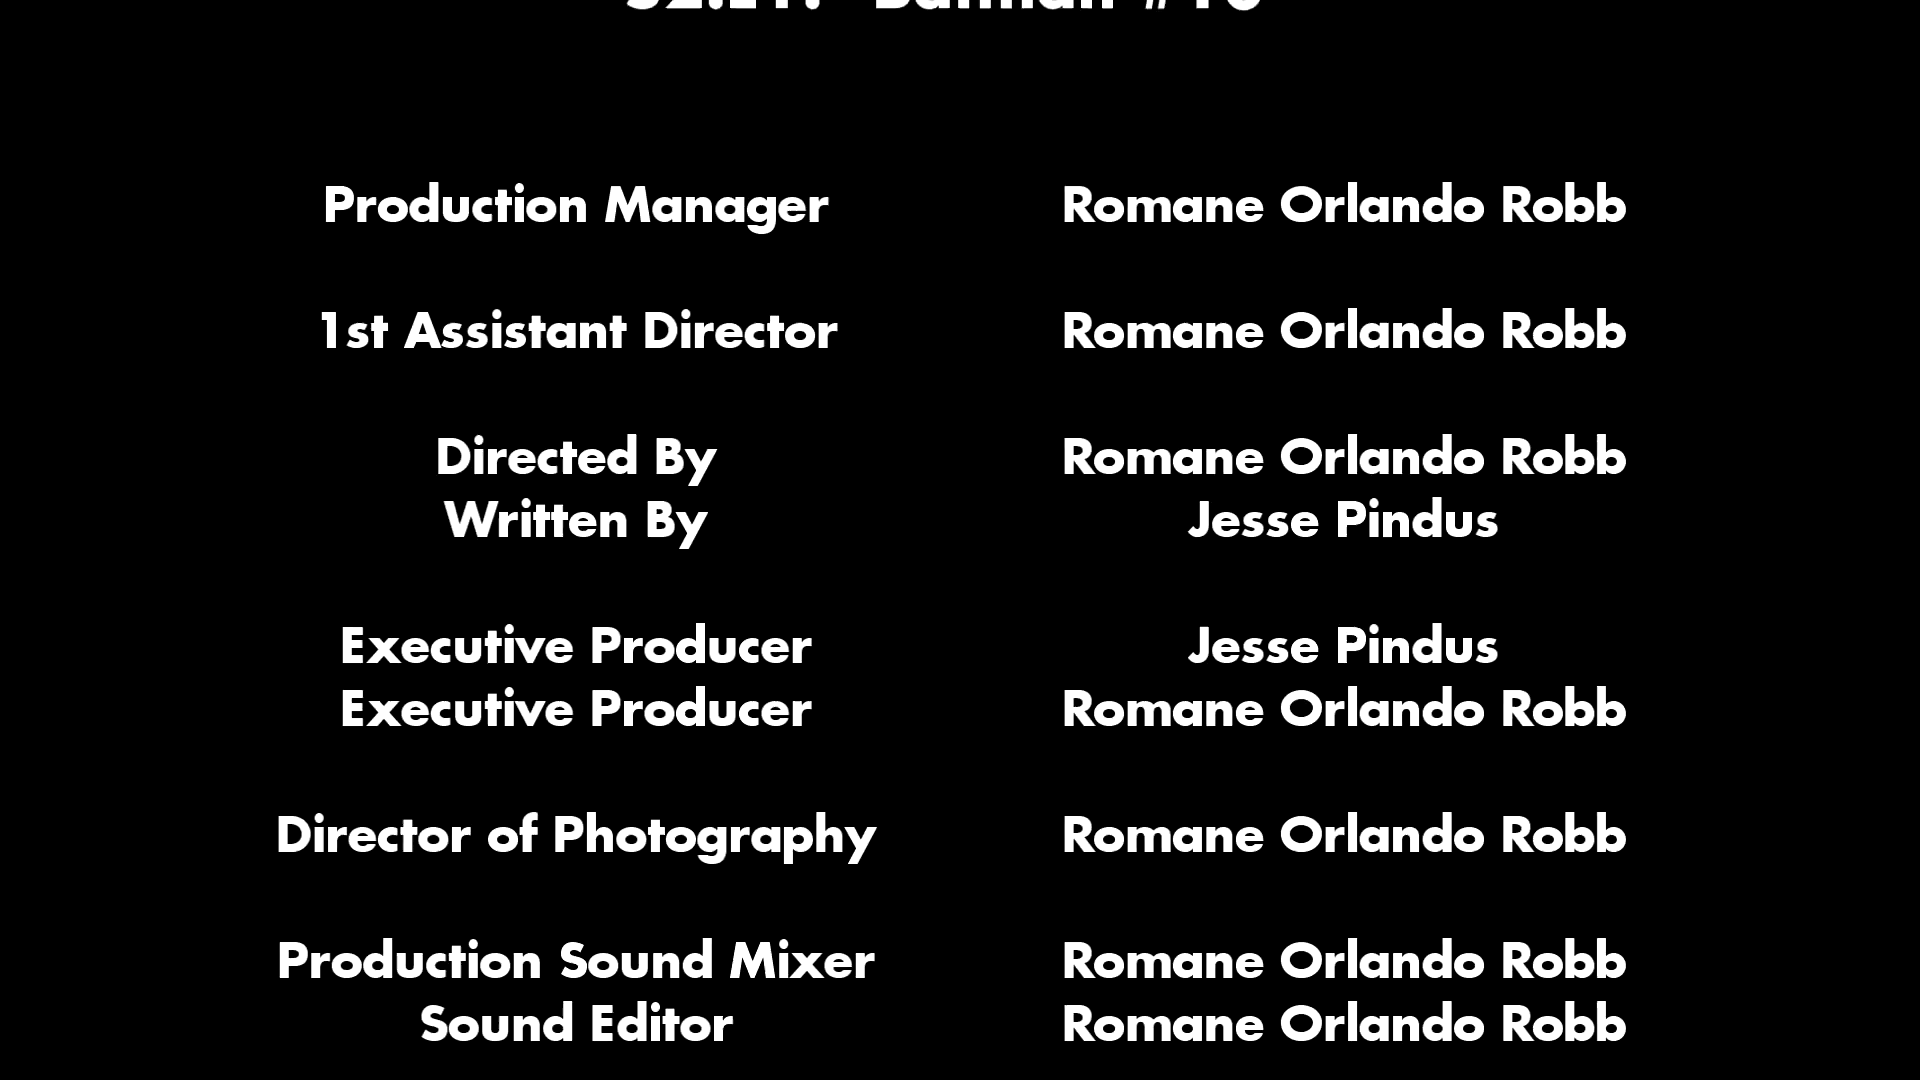 Production Manager Romane Orlando Robb
1st Assistant Director Romane Orlando Robb
Directed By Romane Orlando Robb
Written By Jesse Pindus
Executive Producer Jesse Pindus
Executive Producer Romane Orlando Robb
Director of Photography Romane Orlando Robb
Production Sound Mixer Romane Orlando Robb
Sound Editor Romane Orlando Robb